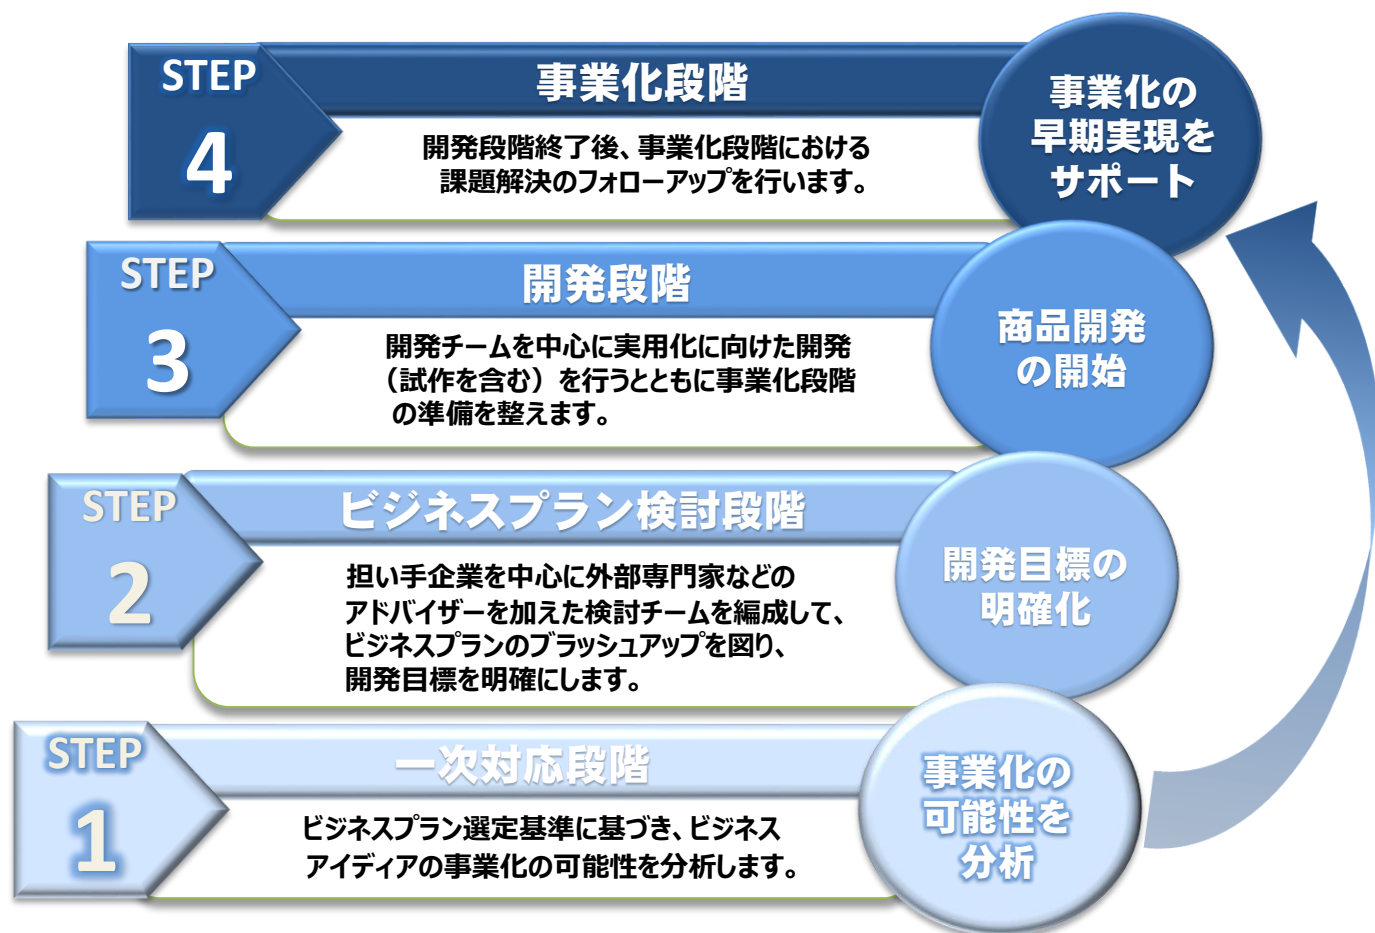 STEP
4
事業化段階
開発段階終了後、事業化段階における
課題解決のフォローアップを行います。
事業化の
早期実現を
サポート
STEP
3
開発段階
開発チームを中心に実用化に向けた開発
（試作を含む）を行うとともに事業化段階
の準備を整えます。
商品開発
の開始
STEP
2
ビジネスプラン検討段階
担い手企業を中心に外部専門家などの
アドバイザーを加えた検討チームを編成して、
ビジネスプランのブラッシュアップを図り、
開発目標を明確にします。
開発目標の
明確化
STEP
1
一次対応段階
ビジネスプラン選定基準に基づき、ビジネス
アイディアの事業化の可能性を分析します。
事業化の
可能性を
分析